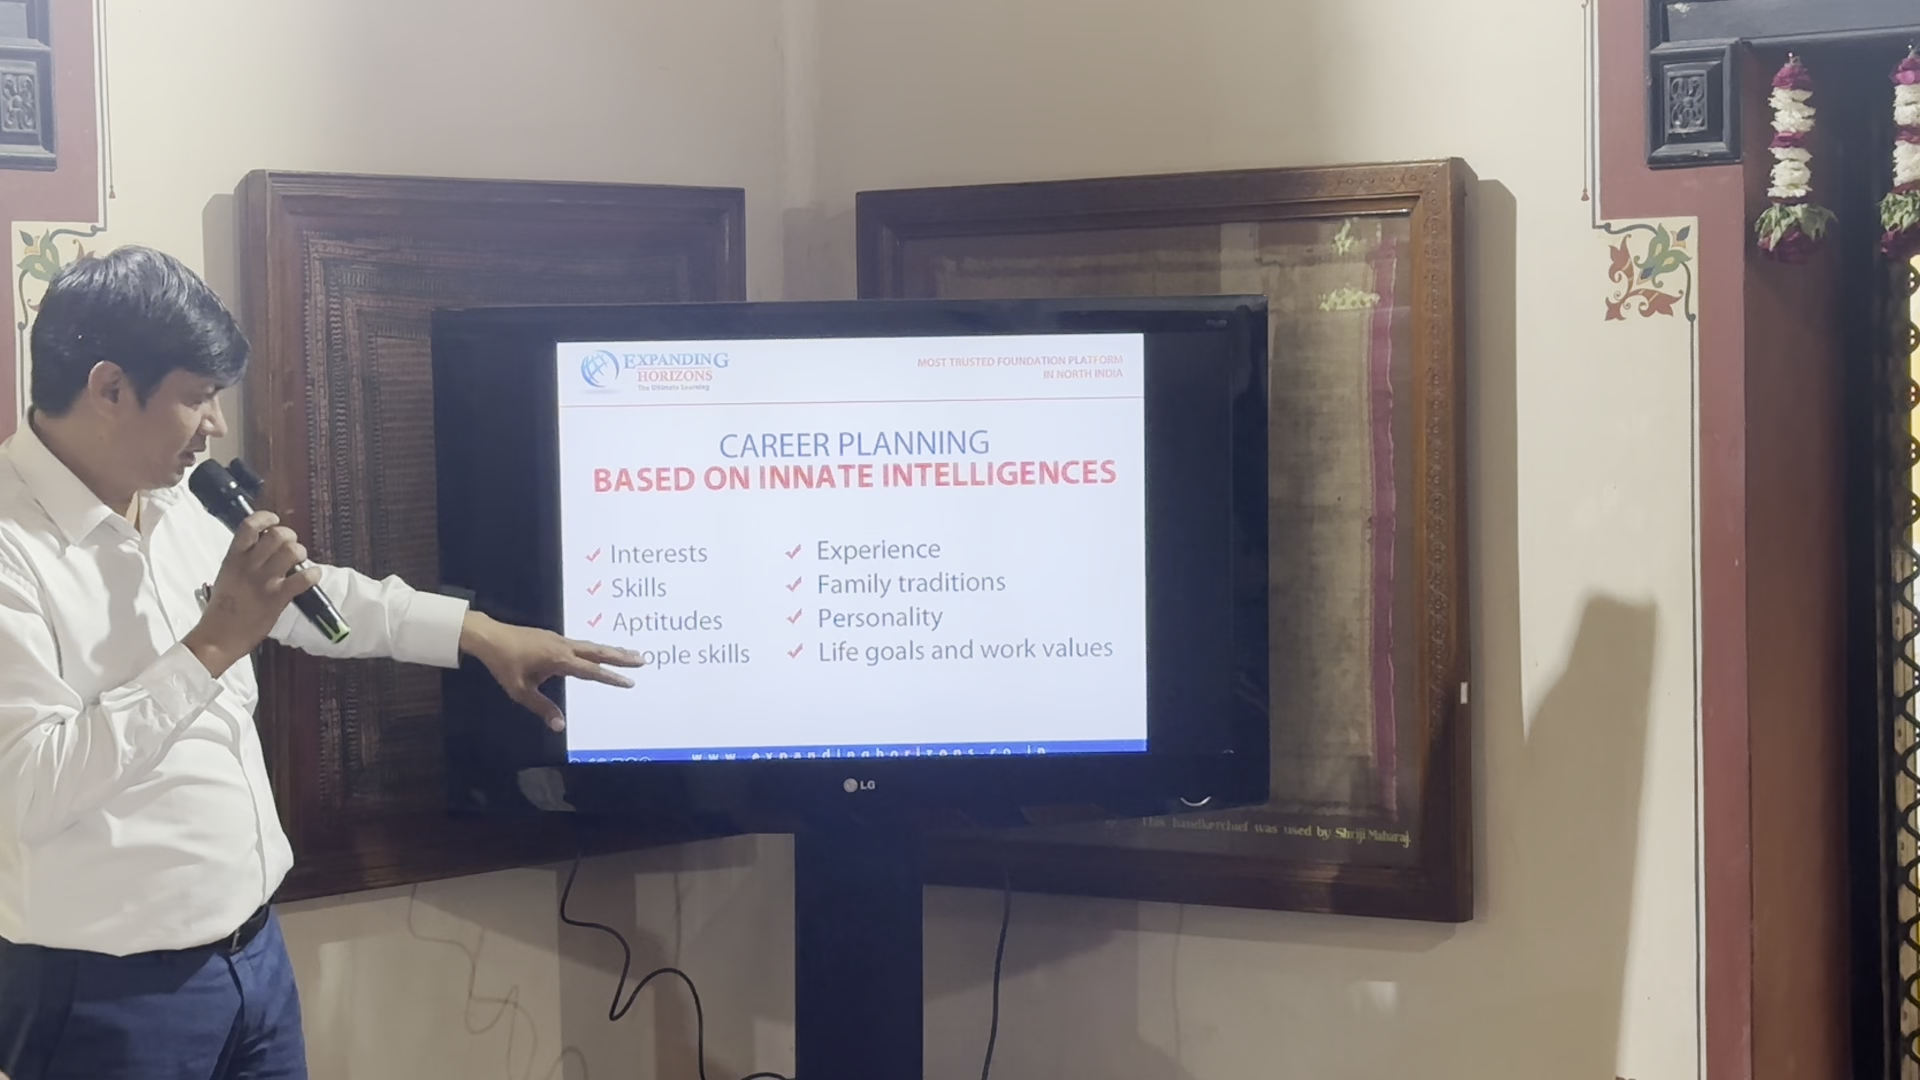 EXPANDING
HORIZONS
The Ultimate Learning
MOST TRUSTED FOUNDATION PLATFORM
IN NORTH INDIA
CAREER PLANNING
BASED ON INNATE INTELLIGENCES
Interests
Skills
Aptitudes
ople skills
Experience
Family traditions
Personality
Life goals and work values
www.expandinghorizons.co.in
LG
This handkerchief was used by Shriji Maharaj.